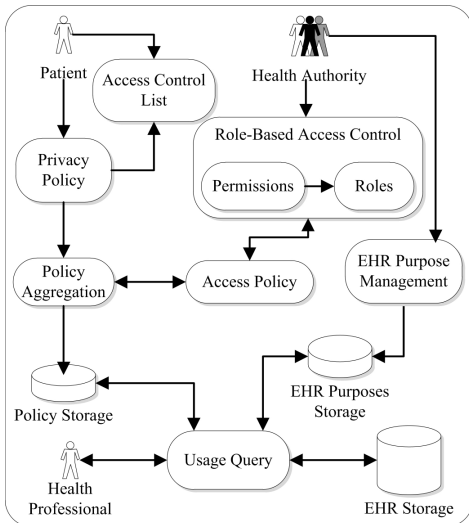 Patient
Health Authority
Access Control
List
Role-Based Access Control
Permissions
Roles
Privacy
Policy
Policy
Aggregation
Access Policy
EHR Purpose
Management
Policy Storage
EHR Purposes
Storage
Usage Query
Health
Professional
EHR Storage